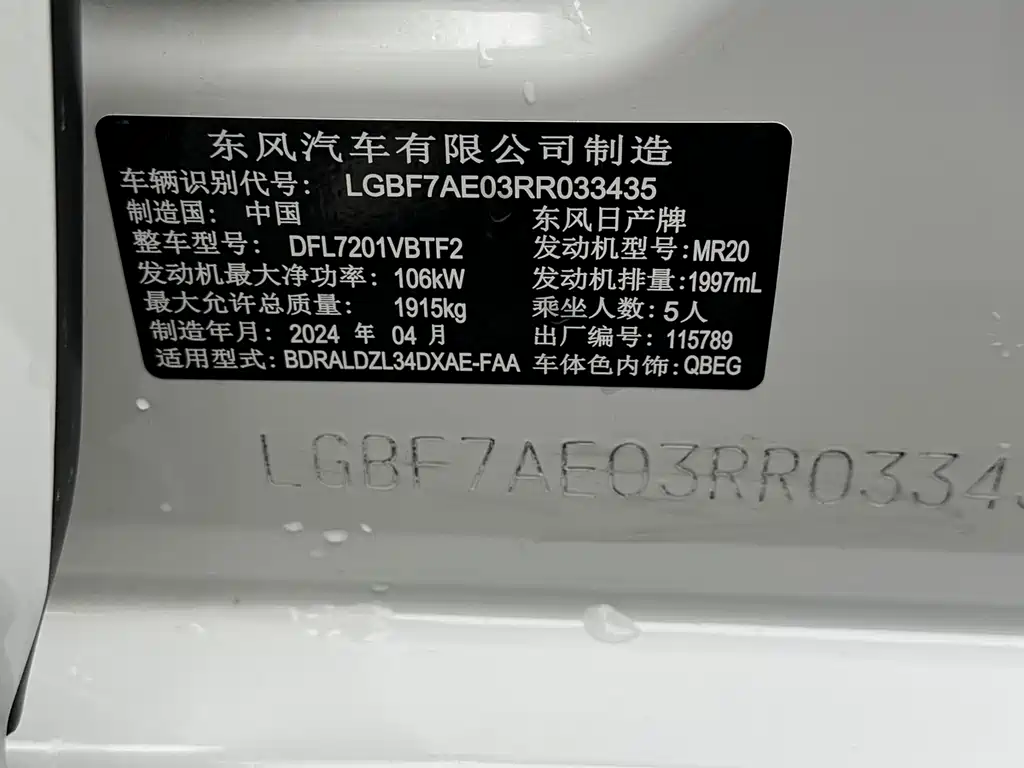 东风汽车有限公司制造
车辆识别代号: LGBF7AE03RR033435
制造国: 中国 东风日产牌
整车型号: DFL7201VBTF2 发动机型号:MR20
发动机最大净功率: 106kW 发动机排量:1997mL
最大允许总质量: 1915kg 乘坐人数:5人
制造年月: 2024 年 04 月 出厂编号: 115789
适用型式: BDRALDZL34DXAE-FAA 车体色内饰:QBEG
LGBF7AE03RR03343